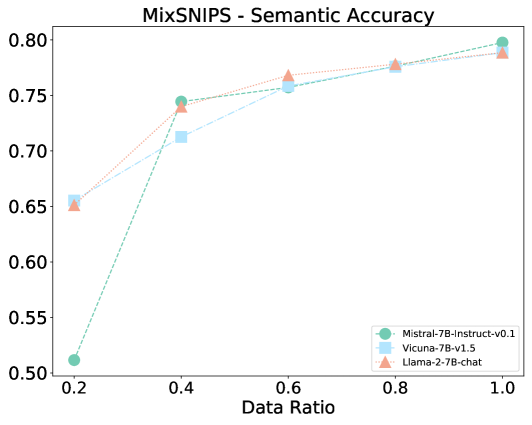 MixSNIPS - Semantic Accuracy
0.80
0.75
0.70
0.65
0.60
0.55
0.50
Mistral-7B-Instruct-v0.1
Vicuna-7B-v1.5
Llama-2-7B-chat
0.2 0.4 0.6 0.8 1.0
Data Ratio